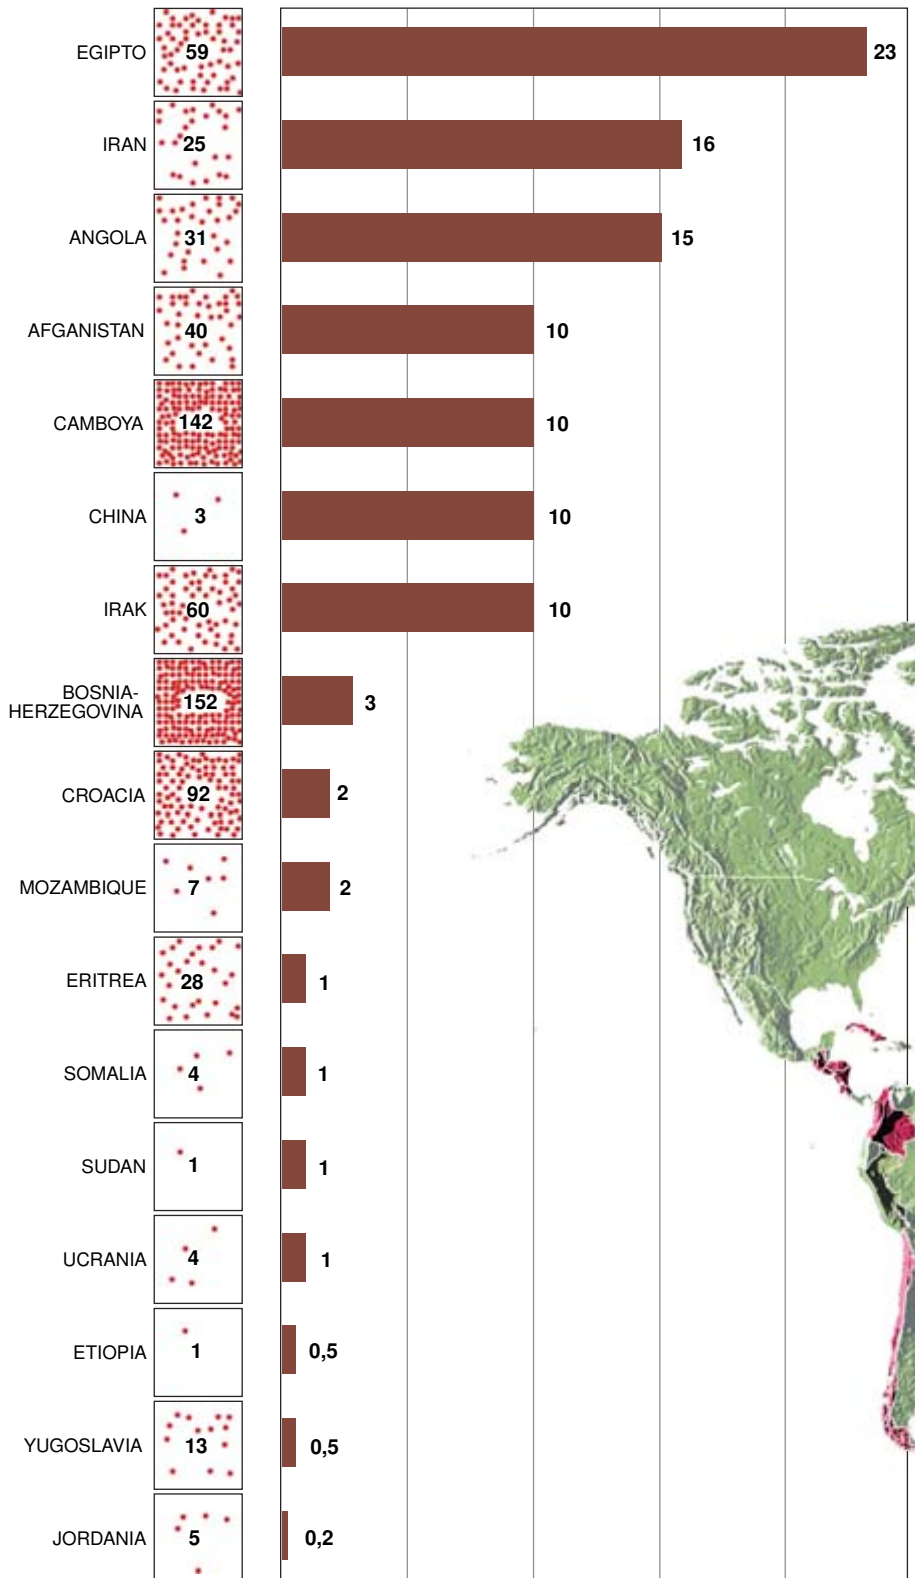 EGIPTO 59 23
IRAN 25 16
ANGOLA 31 15
AFGANISTAN 40 10
CAMBOYA 142 10
CHINA 3 10
IRAK 60 10
BOSNIA-
HERZEGOVINA 152 3
CROACIA 92 2
MOZAMBIQUE 7 2
ERITREA 28 1
SOMALIA 4 1
SUDAN 1 1
UCRANIA 4 1
ETIOPIA 1 0,5
YUGOSLAVIA 13 0,5
JORDANIA 5 0,2